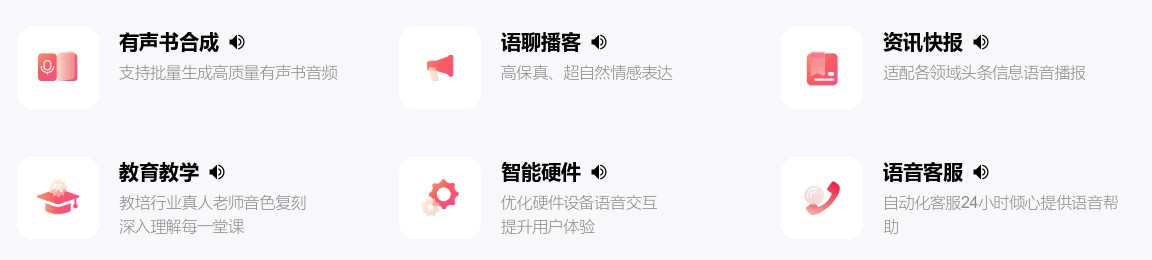 有声书合成
支持批量生成高质量有声书音频
语聊播客
高保真、超自然情感表达
资讯快报
适配各领域头条信息语音播报
教育教学
教培行业真人老师音色复刻
深入理解每一堂课
智能硬件
优化硬件设备语音交互
提升用户体验
语音客服
自动化客服24小时倾心提供语音帮
助